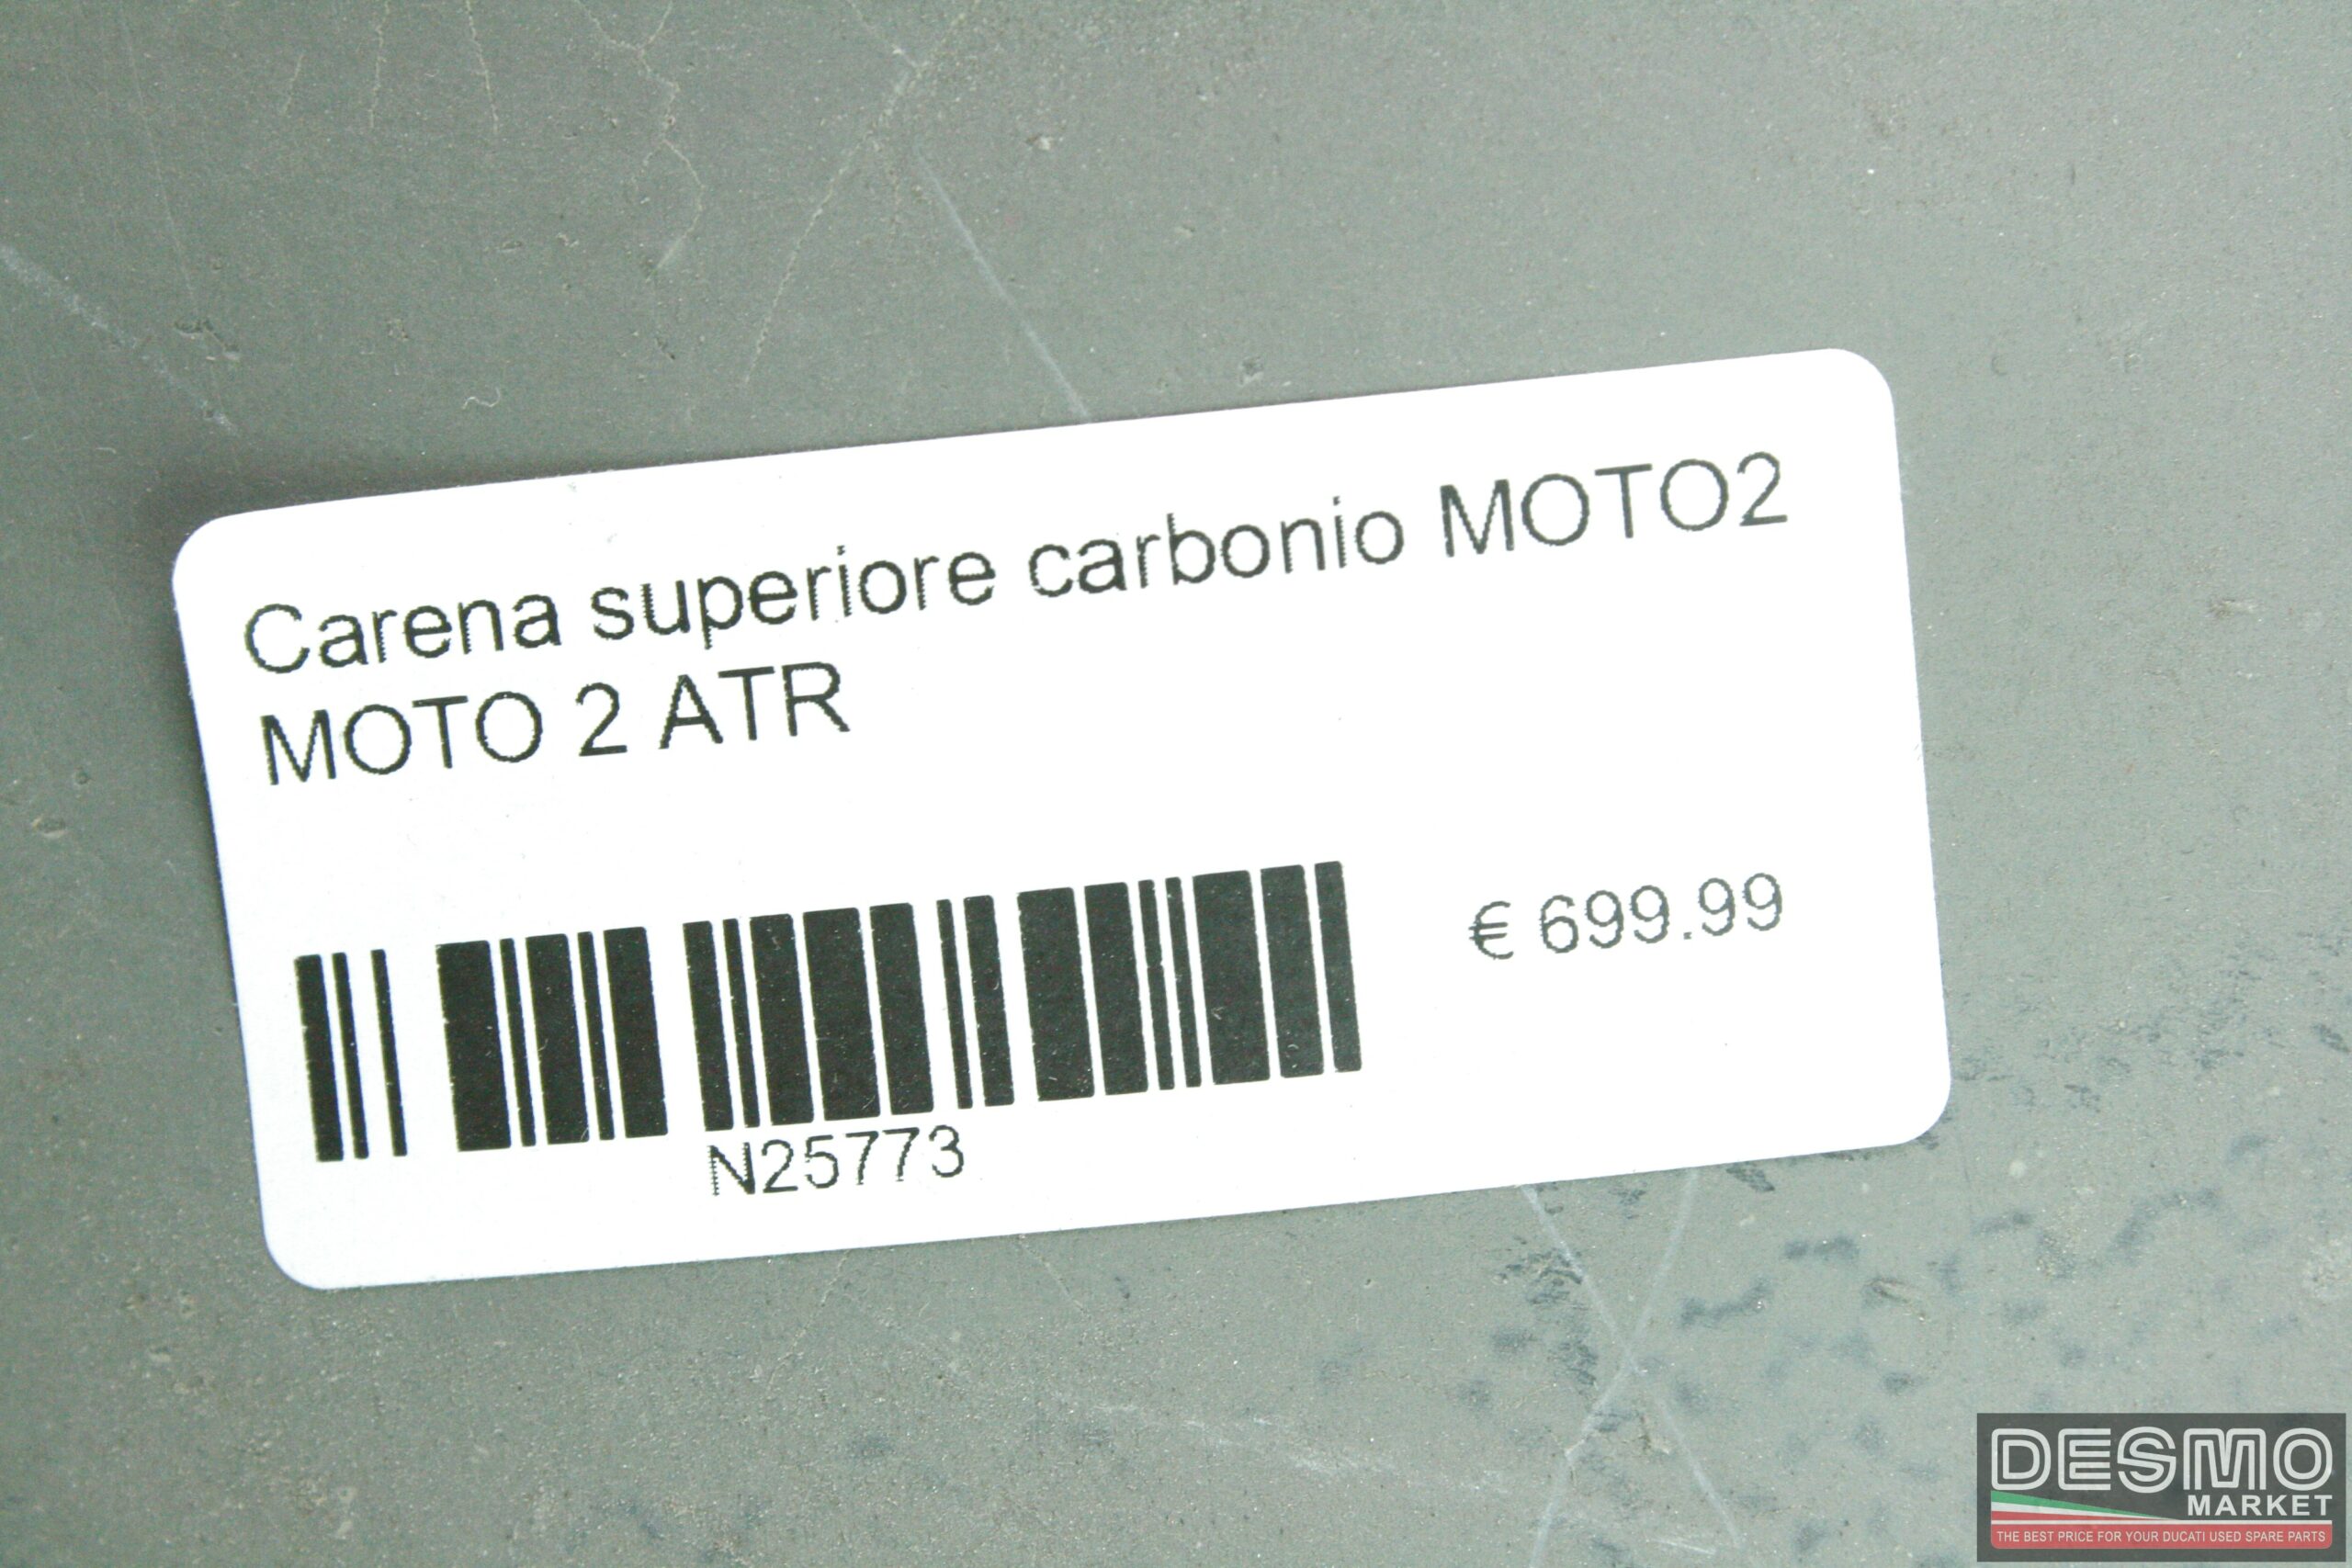 Carena superiore carbonio MOTO2
MOTO 2 ATR
€ 699.99
N25773
DESMO
MARKET
THE BEST PRICE FOR YOUR DUCATI USED SPARE PARTS